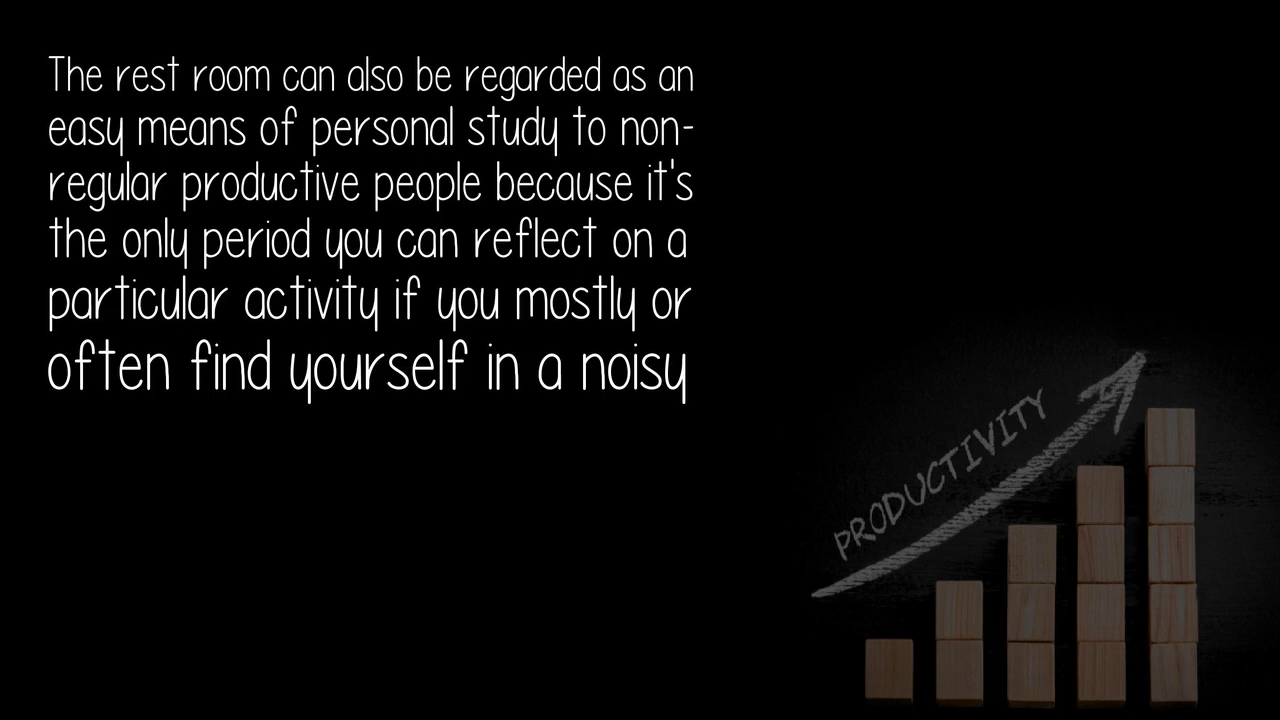 The rest room can also be regarded as an
easy means of personal study to non-
regular productive people because it's
the only period you can reflect on a
particular activity if you mostly or
often find yourself in a noisy
PRODUCTIVITY